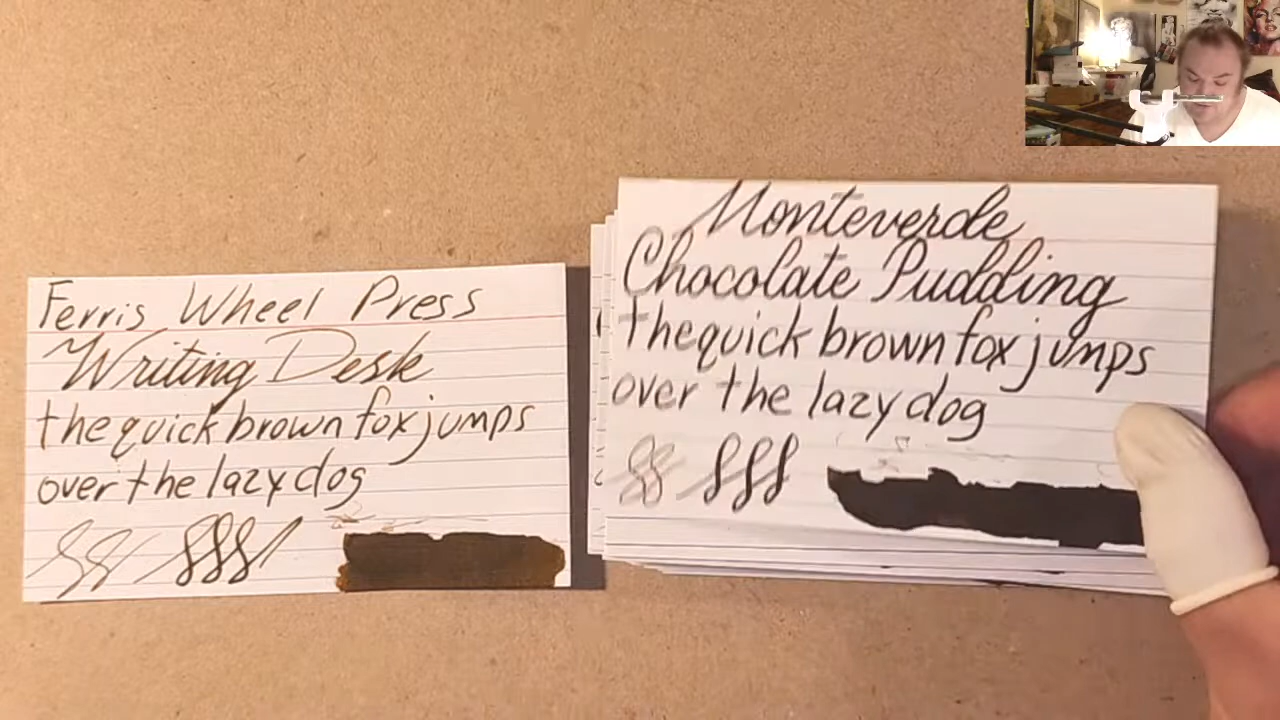 Ferris Wheel Press
Writing Desk
the quick brown fox jumps
over the lazy dog
Monteverde
Chocolate Pudding
the quick brown fox jumps
over the lazy dog